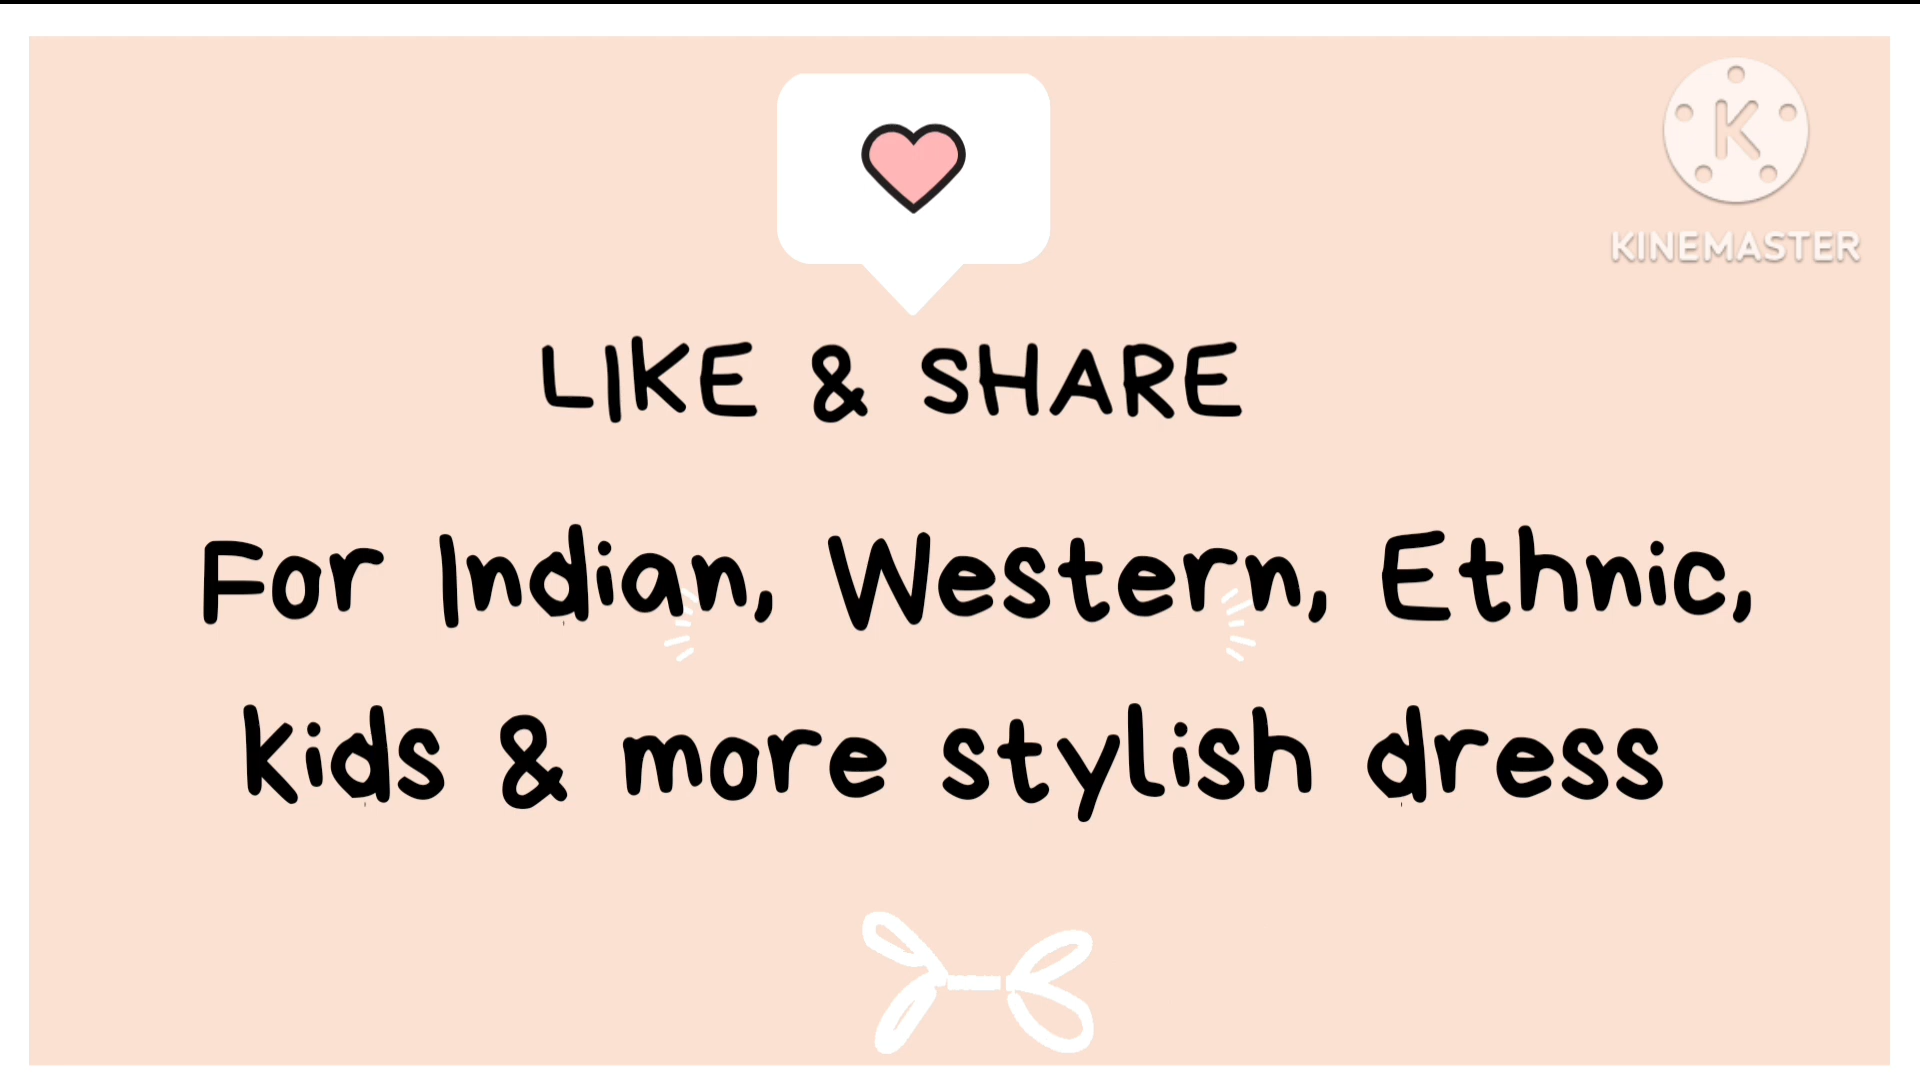 K
KINEMASTER
LIKE & SHARE
For Indian, Western, Ethnic,
kids & more stylish dress